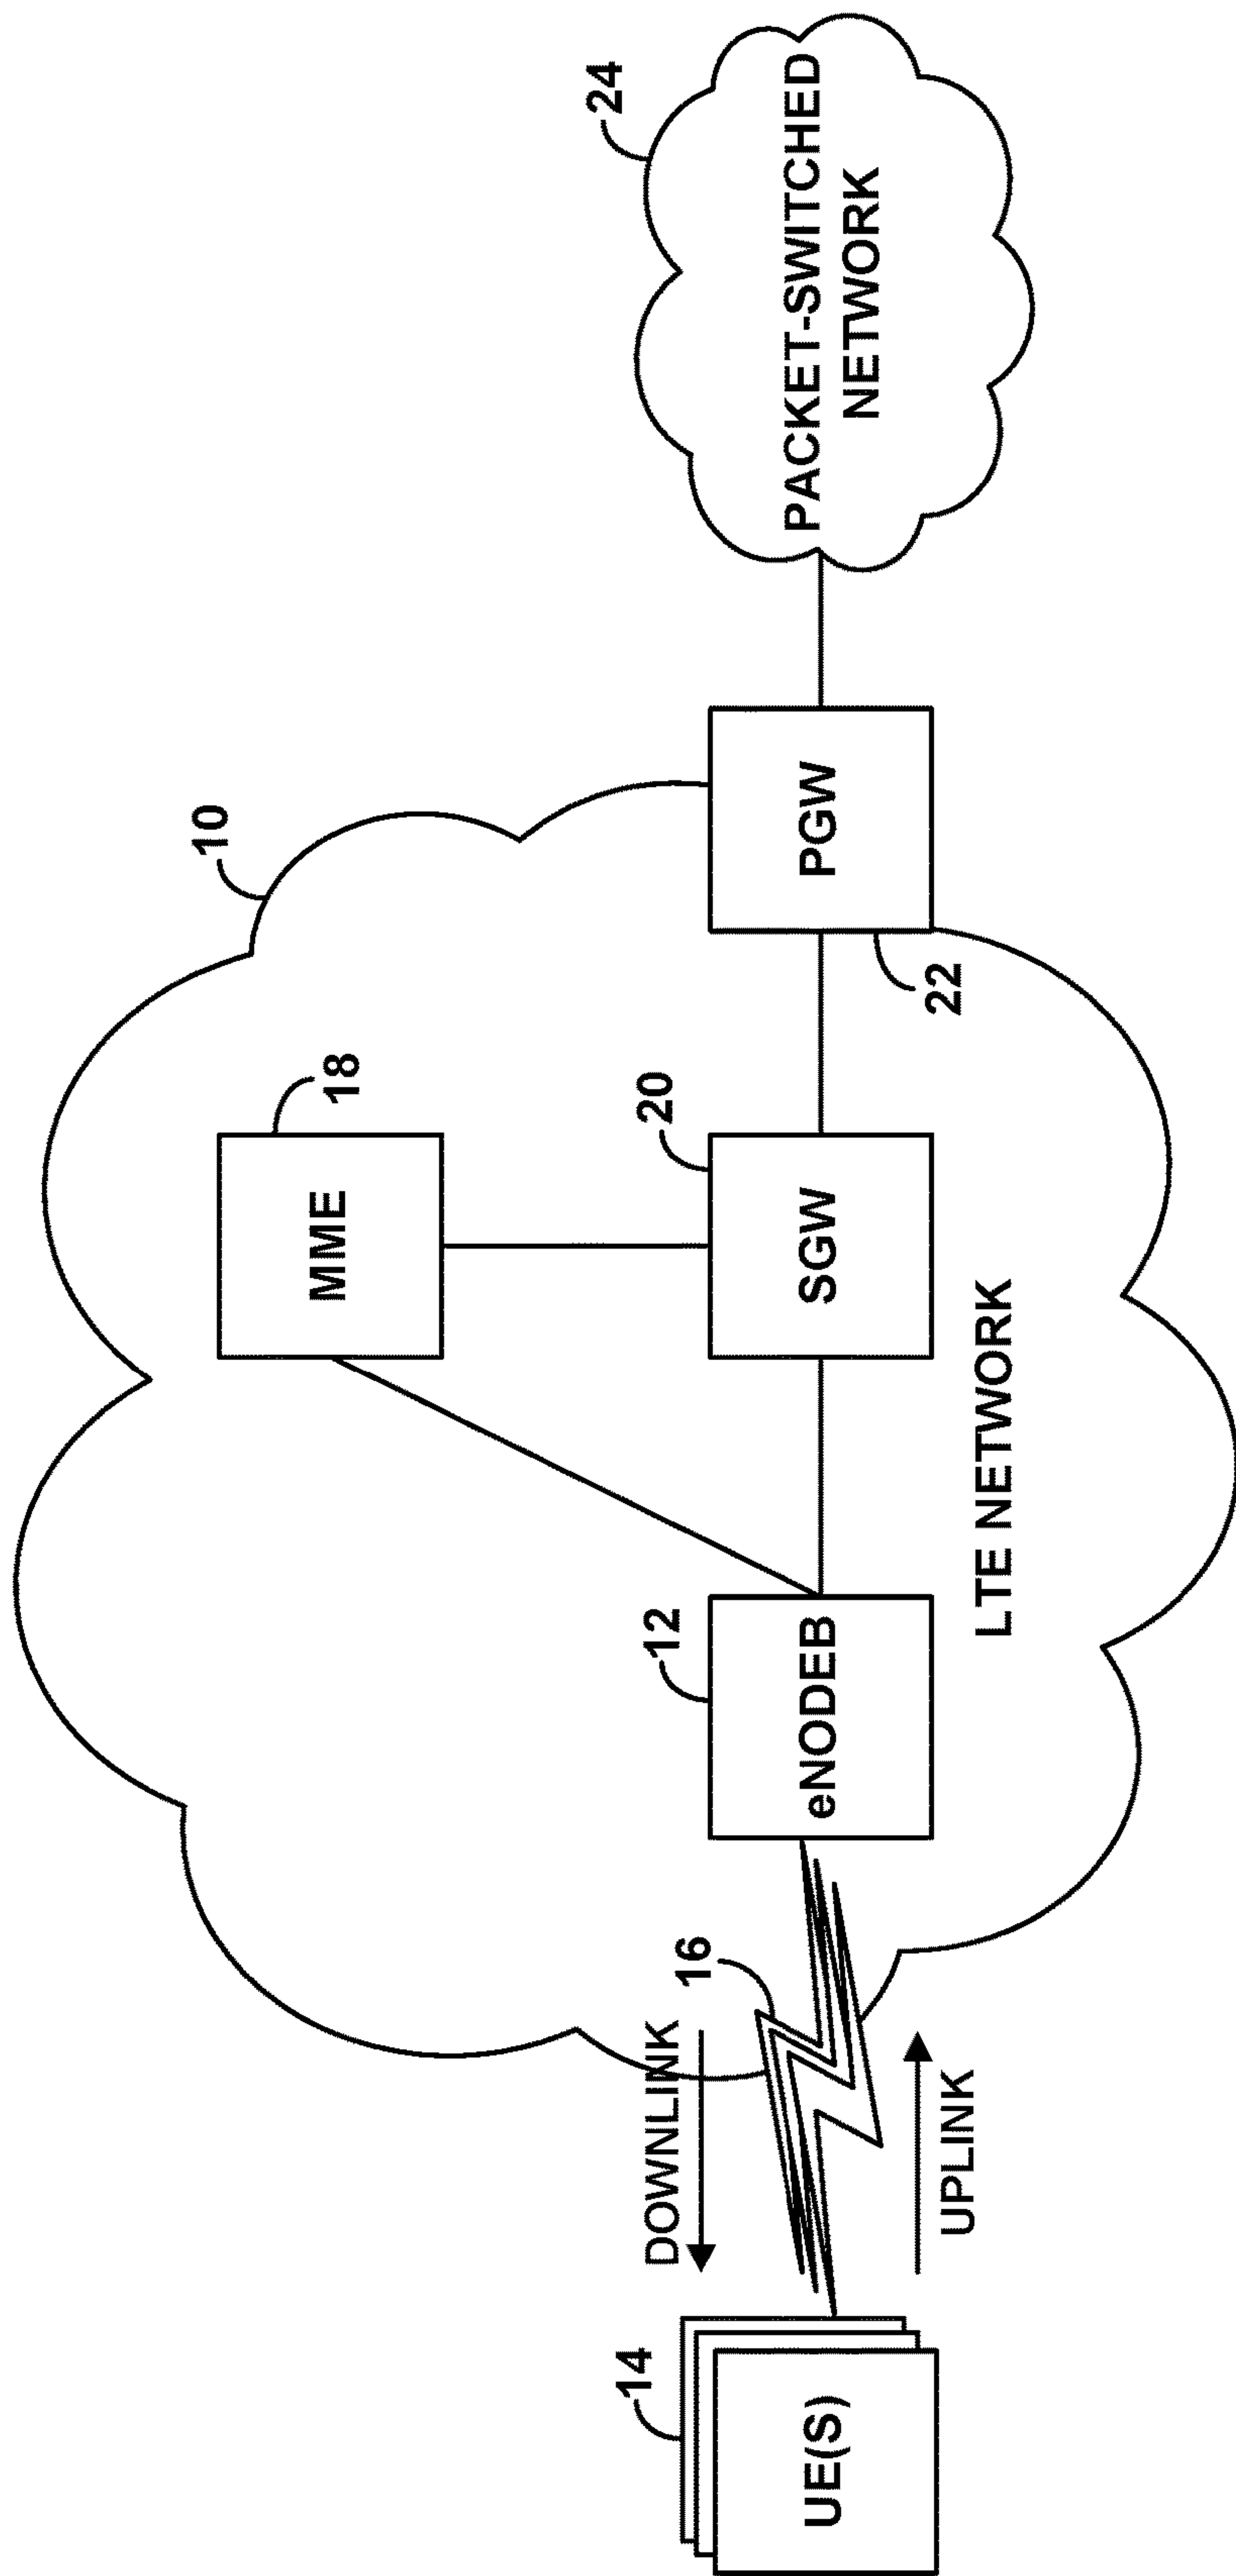 10
24
MME
18
DOWNLINK
16
14
12
20
UE(S)
eNODEB
SGW
PGW
PACKET-SWITCHED
NETWORK
22
UPLINK
LTE NETWORK